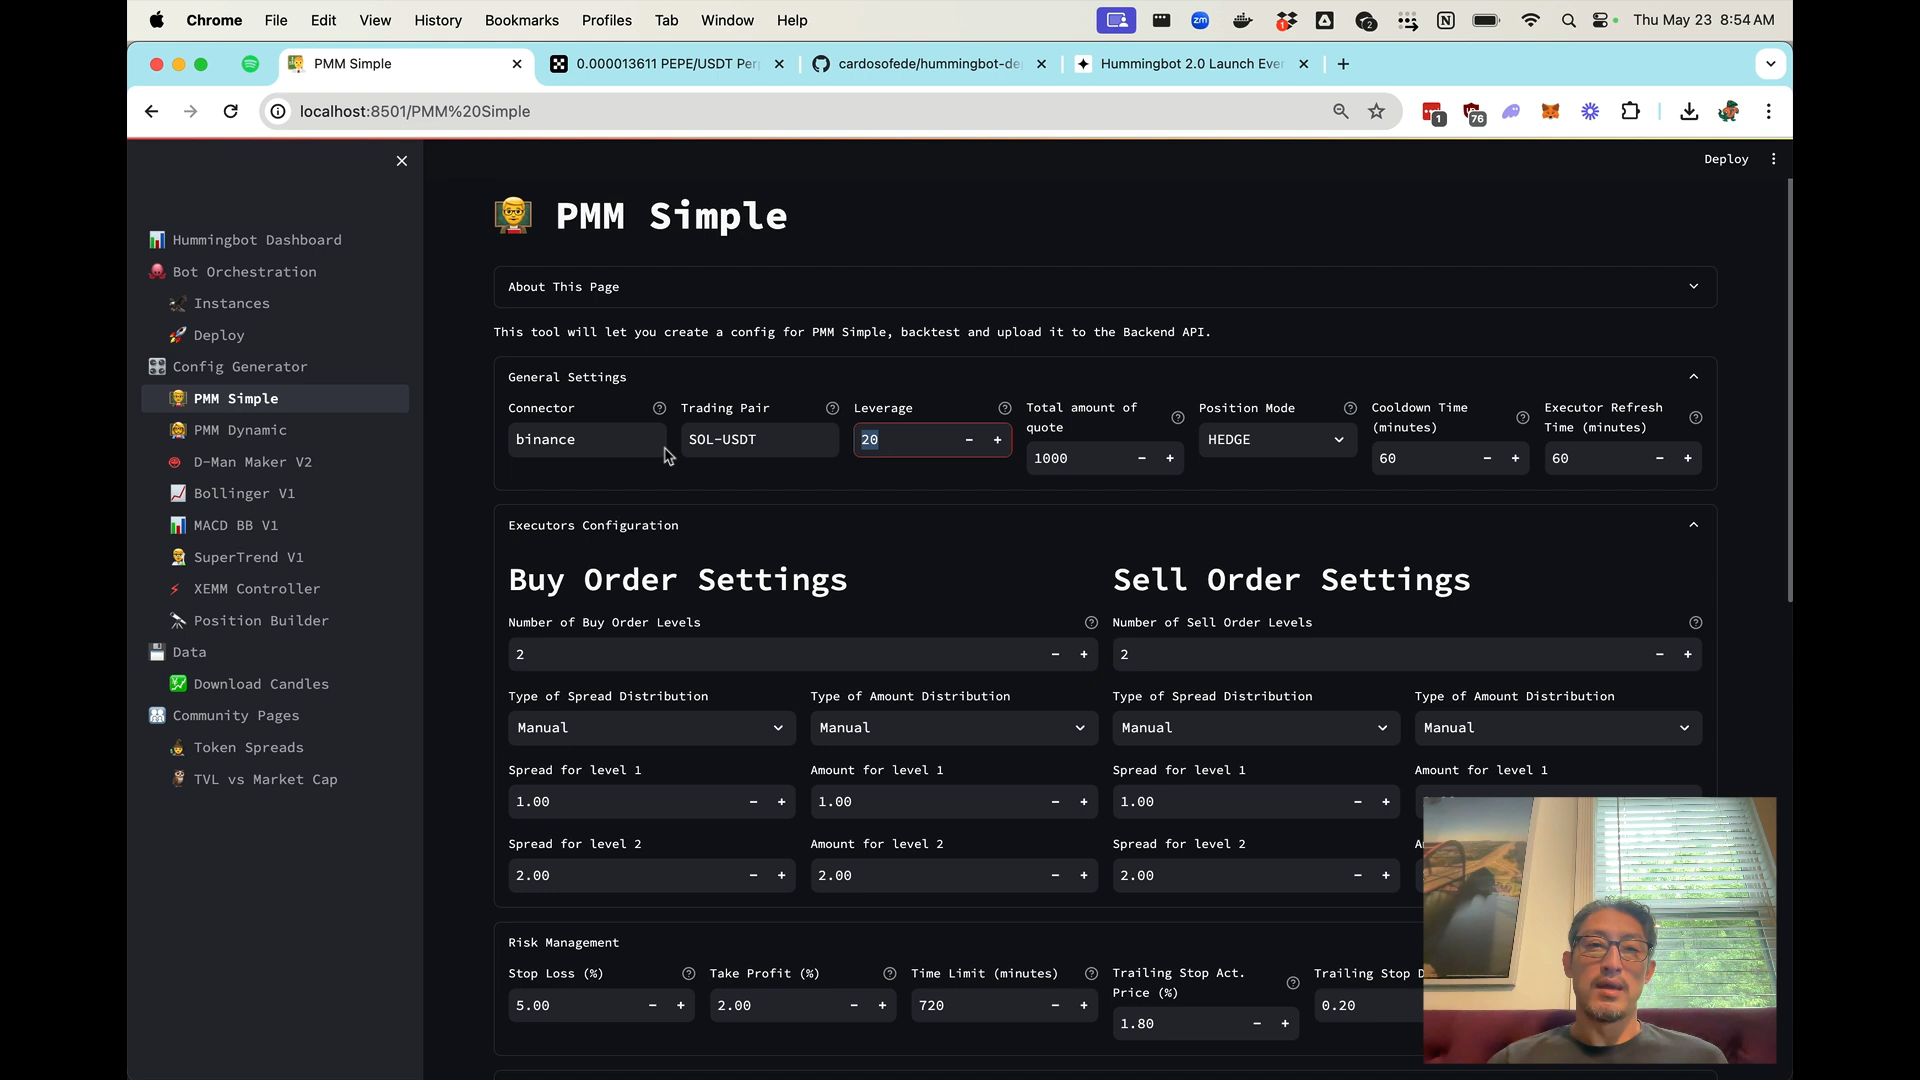 Chrome File Edit View History Bookmarks Profiles Tab Window Help
zm 1 2 Thu May 23 8:54 AM
PMM Simple
0.000013611 PEPE/USDT Per
cardosofede/hummingbot-de
Hummingbot 2.0 Launch Eve
localhost:8501/PMM%20Simple
1 76
Deploy
Hummingbot Dashboard
Bot Orchestration
Instances
Deploy
Config Generator
PMM Simple
PMM Dynamic
D-Man Maker V2
Bollinger V1
MACD BB V1
SuperTrend V1
XEMM Controller
Position Builder
Data
Download Candles
Community Pages
Token Spreads
TVL vs Market Cap
PMM Simple
About This Page
This tool will let you create a config for PMM Simple, backtest and upload it to the Backend API.
General Settings
Connector
binance
Trading Pair
SOL-USDT
Leverage
20
Total amount of
quote
1000
Position Mode
HEDGE
Cooldown Time
(minutes)
60
Executor Refresh
Time (minutes)
60
Executors Configuration
Buy Order Settings
Number of Buy Order Levels
2
Type of Spread Distribution
Manual
Type of Amount Distribution
Manual
Spread for level 1
1.00
Amount for level 1
1.00
Spread for level 2
2.00
Amount for level 2
2.00
Sell Order Settings
Number of Sell Order Levels
2
Type of Spread Distribution
Manual
Type of Amount Distribution
Manual
Spread for level 1
1.00
Amount for level 1
Spread for level 2
2.00
Risk Management
Stop Loss (%)
5.00
Take Profit (%)
2.00
Time Limit (minutes)
720
Trailing Stop Act.
Price (%)
1.80
Trailing Stop D
0.20